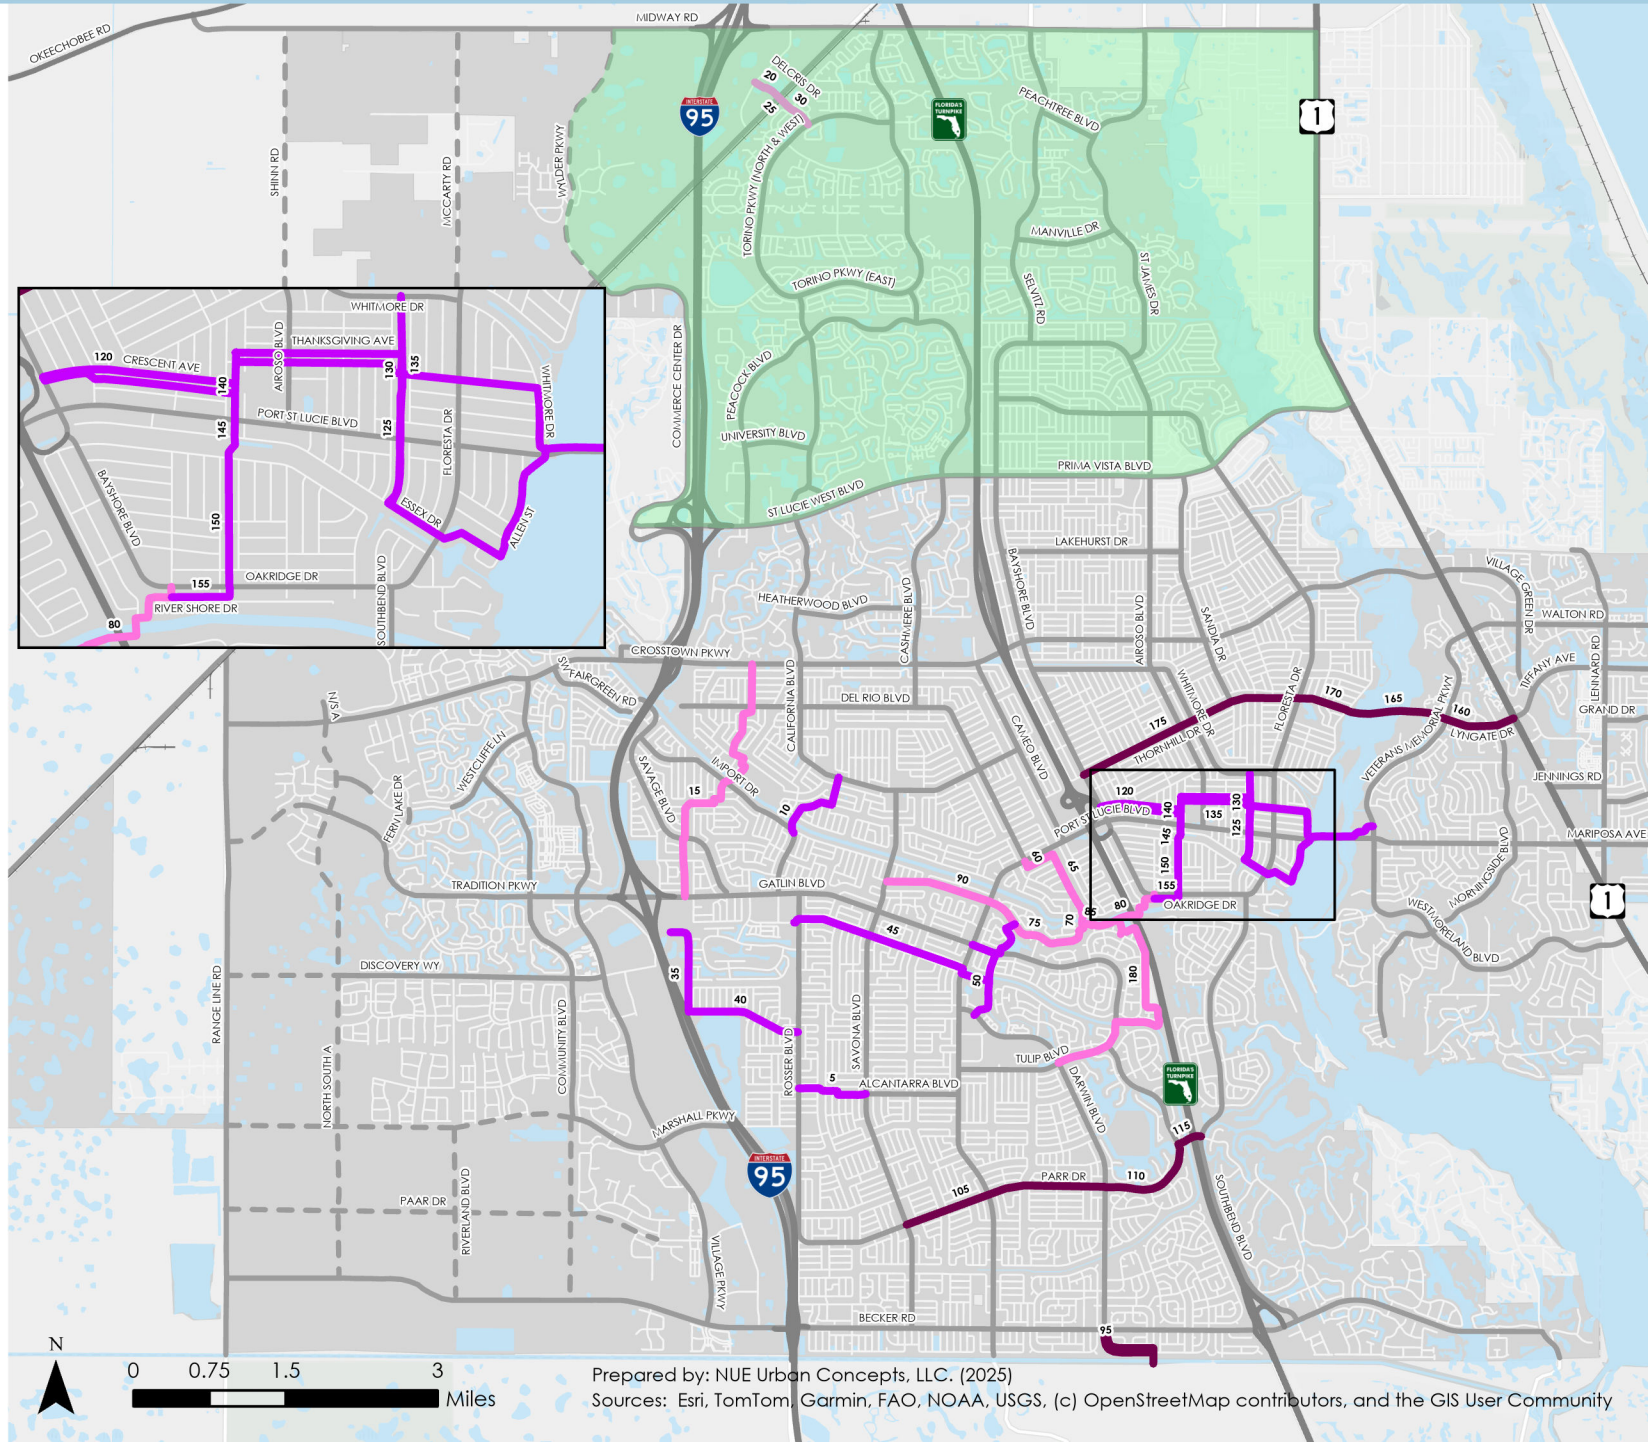 MIDWAY RD
OKEECHOBEE RD
DELCRIS DR
20
30
25
INTERSTATE
95
FLORIDA'S
TURNPIKE
PEACHTREE BLVD
1
SHINN RD
MCCARTY RD
WYLDER PKWY
TORINO PKWY (NORTH & WEST)
MANVILLE DR
TORINO PKWY (EAST)
SELVITZ RD
ST JAMES DR
COMMERCE CENTER DR
PEACOCK BLVD
UNIVERSITY BLVD
PRIMA VISTA BLVD
ST LUCIE WEST BLVD
WHITMORE DR
THANKSGIVING AVE
AIROSO BLVD
120
CRESCENT AVE
140
130
135
WHITMORE DR
PORT ST LUCIE BLVD
145
125
FLORESTA DR
BAYSHORE BLVD
ESSEX DR
150
ALLEN ST
OAKRIDGE DR
155
RIVER SHORE DR
SOUTHBEND BLVD
80
LAKEHURST DR
BAYSHORE BLVD
VILLAGE GREEN DR
HEATHERWOOD BLVD
CASHMERE BLVD
AIROSO BLVD
SANDIA DR
WALTON RD
CROSSTOWN PKWY
SW FAIRGREEN RD
CALIFORNIA BLVD
DEL RIO BLVD
WHITMORE DR
FLORESTA DR
TIFFANY AVE
LENNARD RD
N/S A
170
165
160
VETERANS MEMORIAL PKWY
GRAND DR
175
THORNHILL DR
LYNGATE DR
CAMEO BLVD
WESTCLIFFE LN
SAVAGE BLVD
IMPORT DR
15
10
JENNINGS RD
FERN LAKE DR
120
PORT ST LUCIE BLVD
140
135
130
145
125
MARIPOSA AVE
60
65
150
MORNINGSIDE BLVD
TRADITION PKWY
GATLIN BLVD
90
155
80
OAKRIDGE DR
1
WESTMORELAND BLVD
45
75
70
85
DISCOVERY WY
35
50
180
RANGE LINE RD
40
NORTH SOUTH A
COMMUNITY BLVD
ROSSER BLVD
SAVONA BLVD
TULIP BLVD
5
ALCANTARRA BLVD
DARWIN BLVD
FLORIDA'S
TURNPIKE
MARSHALL PKWY
115
INTERSTATE
95
PARR DR
110
105
PAAR DR
RIVERLAND BLVD
SOUTHBEND BLVD
VILLAGE PKWY
BECKER RD
95
N
0 0.75 1.5 3
Miles
Prepared by: NUE Urban Concepts, LLC. (2025)
Sources: Esri, TomTom, Garmin, FAO, NOAA, USGS, (c) OpenStreetMap contributors, and the GIS User Community